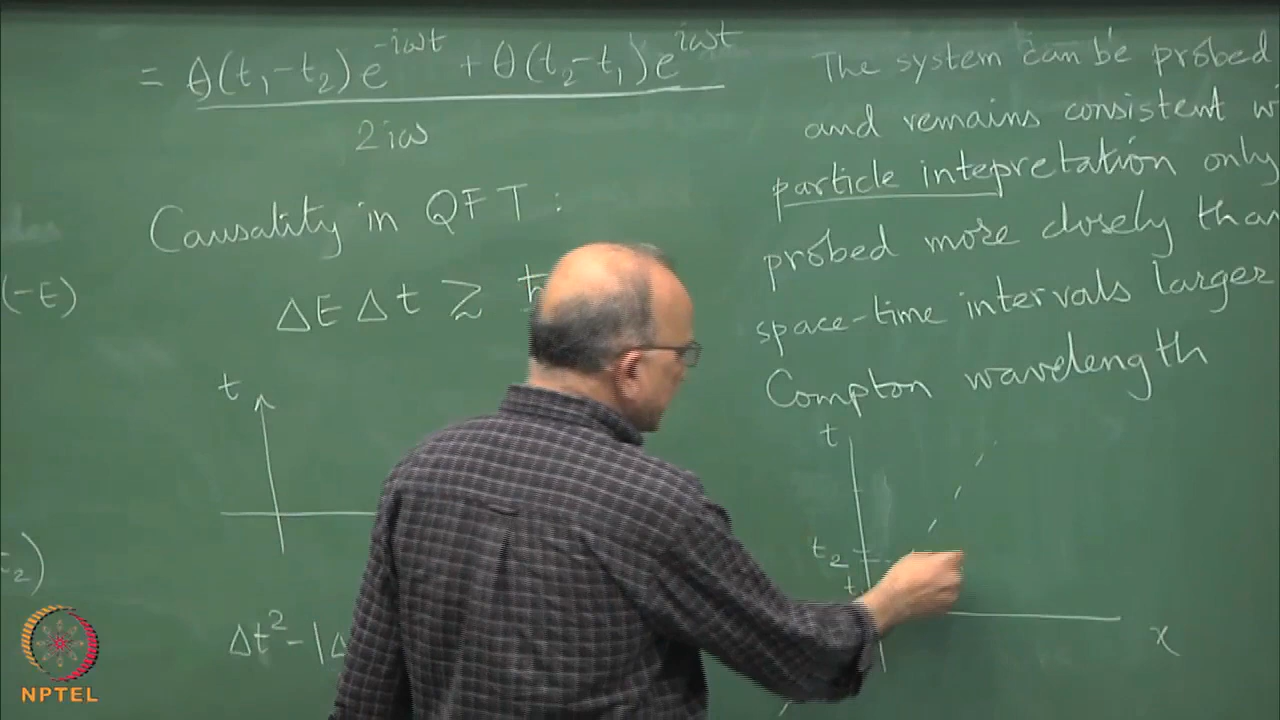 = θ(t₁-t₂)e^{-iωt} + θ(t₂-t₁)e^{iωt}
2iω
Causality in QFT :
(-E)
ΔE Δt ≳ ħ
t
t₂)
Δt² - |Δ
The system can be probed
and remains consistent
particle intepretation only
probed more closely than
space-time intervals larger
Compton wavelength
t
t₂
t
x
NPTEL